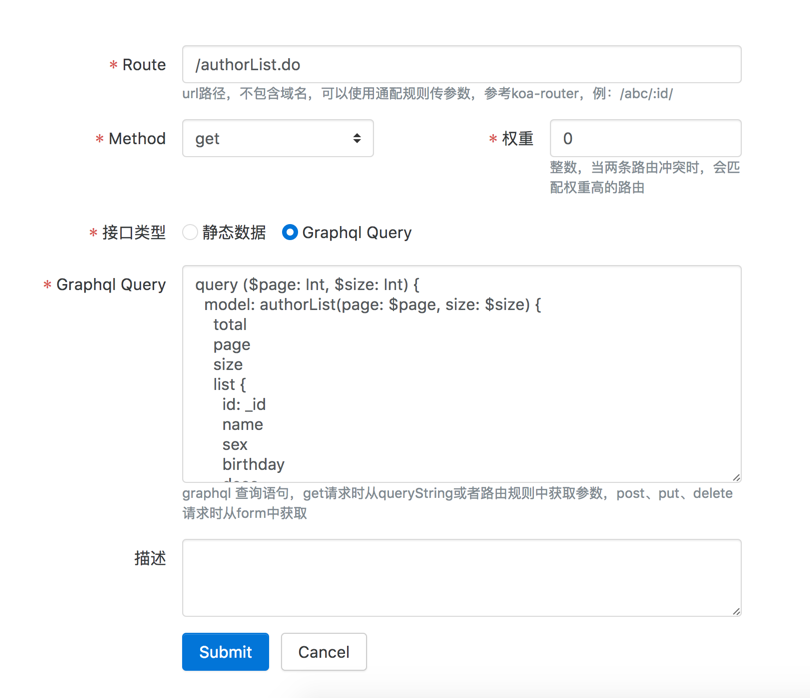 * Route
/authorList.do
url路径，不包含域名，可以使用通配规则传参数，参考koa-router，例：/abc/:id/
* Method
get
* 权重
0
整数，当两条路由冲突时，会匹
配权重高的路由
* 接口类型
静态数据
Graphql Query
* Graphql Query
query ($page: Int, $size: Int) {
model: authorList(page: $page, size: $size) {
total
page
size
list {
id: _id
name
sex
birthday
graphql 查询语句，get请求时从queryString或者路由规则中获取参数，post、put、delete
请求时从form中获取
描述
Submit
Cancel